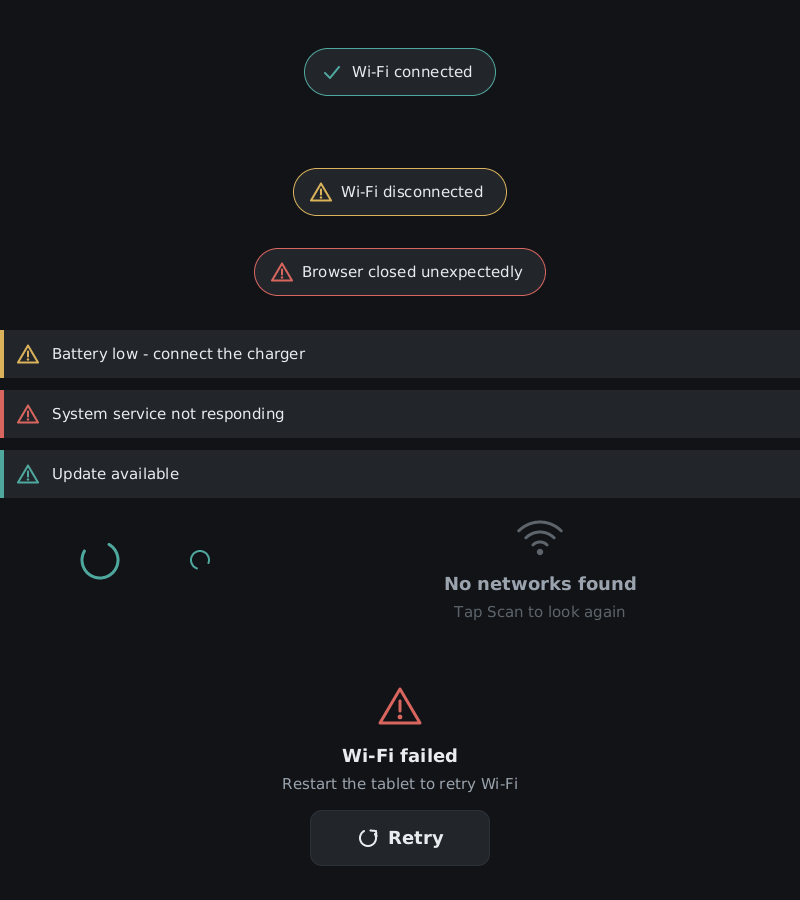 Wi-Fi connected
Wi-Fi disconnected
Browser closed unexpectedly
Battery low - connect the charger
System service not responding
Update available
No networks found
Tap Scan to look again
Wi-Fi failed
Restart the tablet to retry Wi-Fi
Retry